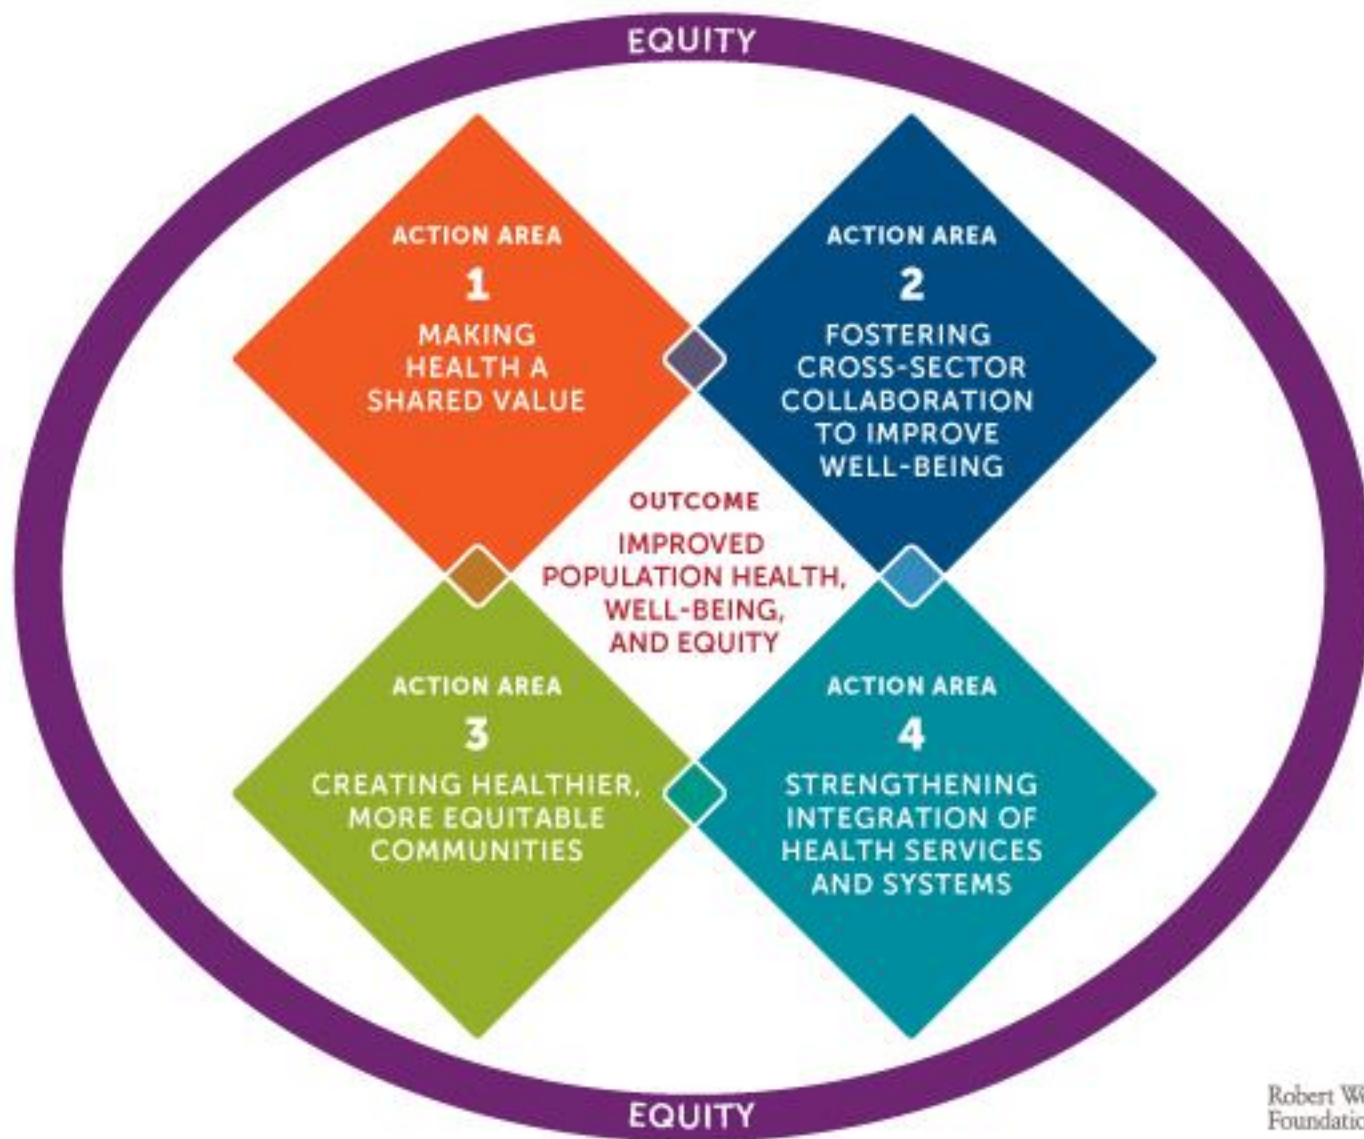 EQUITY
ACTION AREA
1
MAKING
HEALTH A
SHARED VALUE
ACTION AREA
2
FOSTERING
CROSS-SECTOR
COLLABORATION
TO IMPROVE
WELL-BEING
OUTCOME
IMPROVED
POPULATION HEALTH,
WELL-BEING,
AND EQUITY
ACTION AREA
3
CREATING HEALTHIER,
MORE EQUITABLE
COMMUNITIES
ACTION AREA
4
STRENGTHENING
INTEGRATION OF
HEALTH SERVICES
AND SYSTEMS
EQUITY
Robert